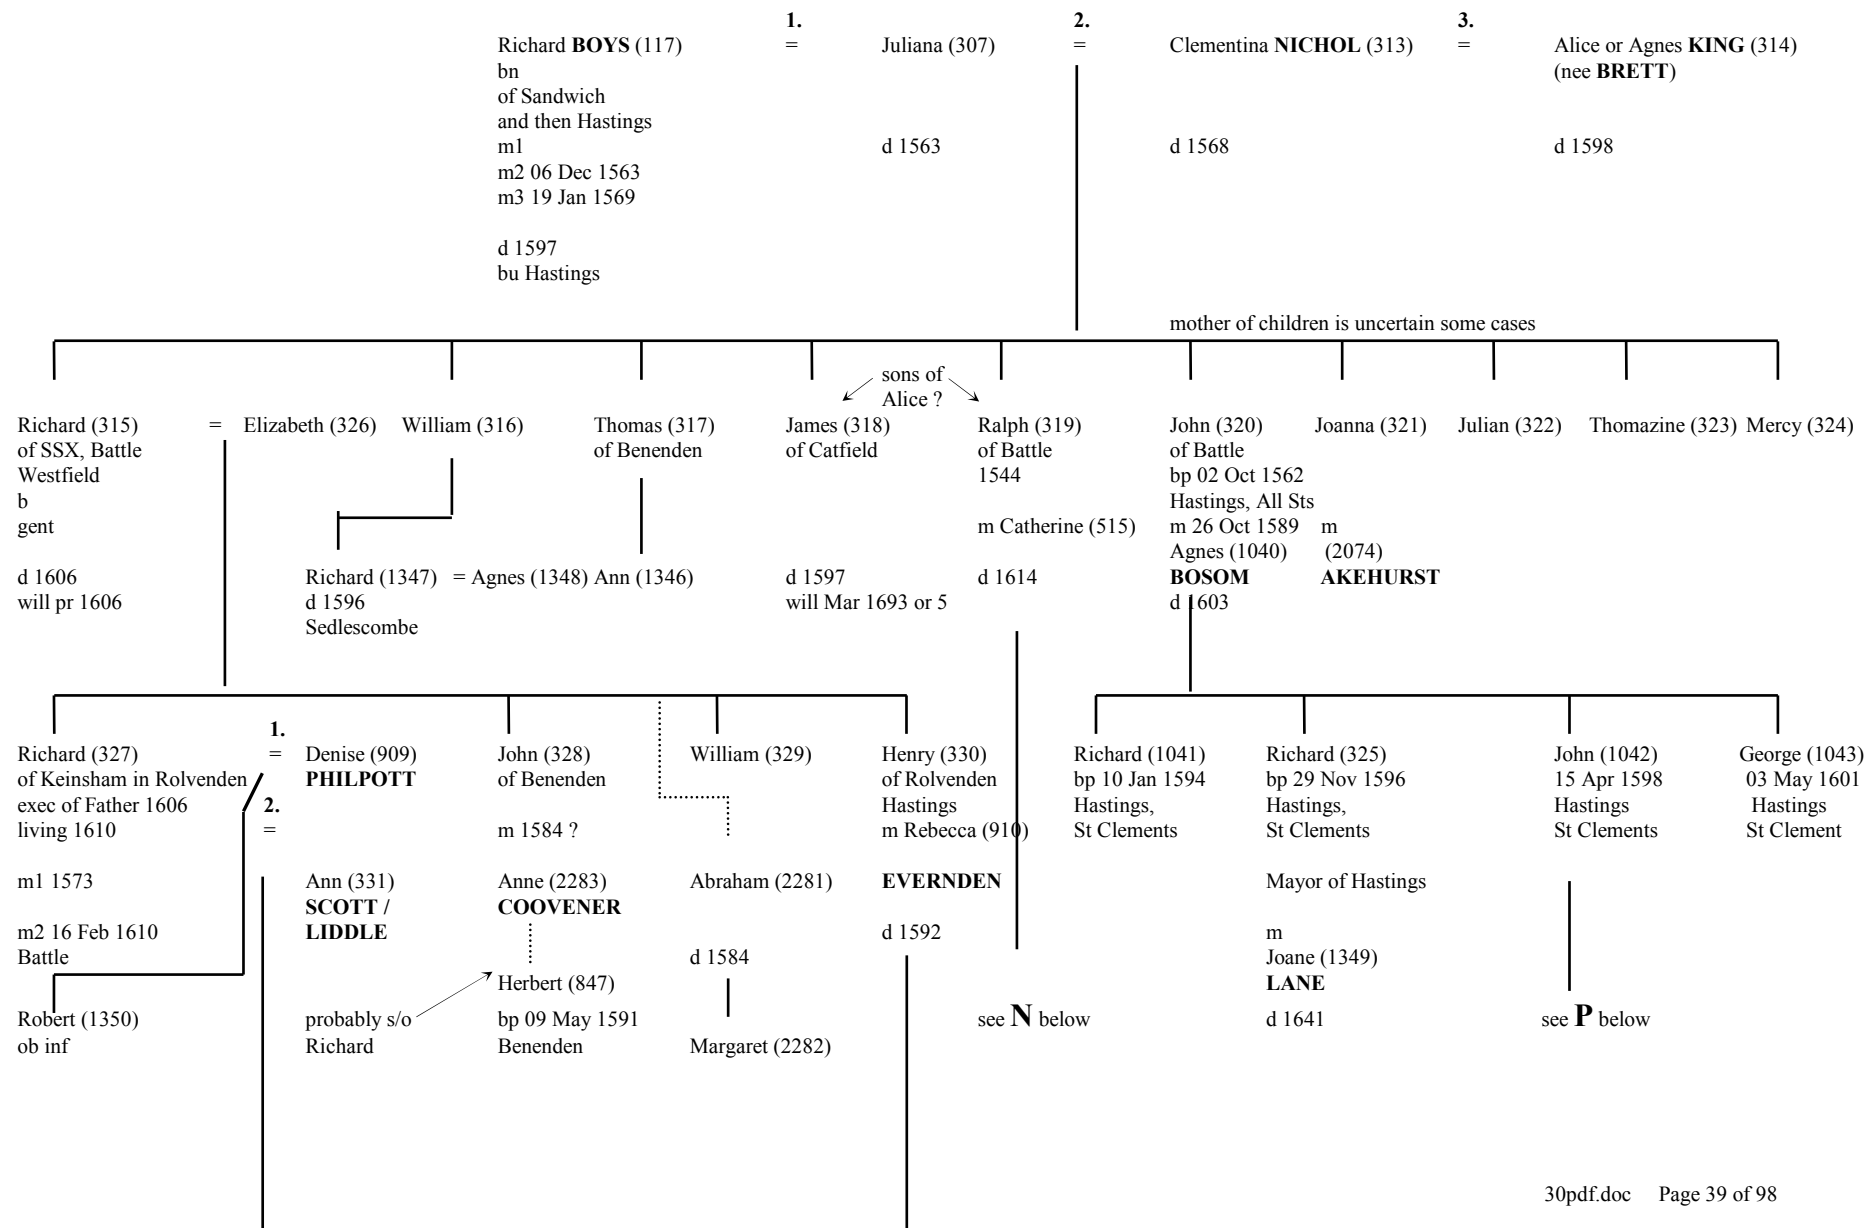 1. 2. 3.
Richard BOYS (117) = Juliana (307) = Clementina NICHOL (313) = Alice or Agnes KING (314)
bn (nee BRETT)
of Sandwich
and then Hastings
m1 d 1563 d 1568 d 1598
m2 06 Dec 1563
m3 19 Jan 1569
d 1597
bu Hastings
mother of children is uncertain some cases
sons of
Alice ?
Richard (315) = Elizabeth (326) William (316) Thomas (317) James (318) Ralph (319) John (320) Joanna (321) Julian (322) Thomazine (323) Mercy (324)
of SSX, Battle of Benenden of Catfield of Battle of Battle
Westfield 1544 bp 02 Oct 1562
b Hastings, All Sts
gent m Catherine (515) m 26 Oct 1589 m
Agnes (1040) (2074)
d 1606 Richard (1347) = Agnes (1348) Ann (1346) d 1597 d 1614 BOSOM AKEHURST
will pr 1606 d 1596 will Mar 1693 or 5 d 1603
Sedlescombe
1.
Richard (327) = Denise (909) John (328) William (329) Henry (330) Richard (1041) Richard (325) John (1042) George (1043)
of Keinsham in Rolvenden PHILPOTT of Benenden of Rolvenden bp 10 Jan 1594 bp 29 Nov 1596 15 Apr 1598 03 May 1601
exec of Father 1606 2. Hastings Hastings, Hastings, Hastings Hastings
living 1610 = m 1584 ? m Rebecca (910) St Clements St Clements St Clements St Clement
m1 1573 Ann (331) Anne (2283) Abraham (2281) EVERNDEN Mayor of Hastings
SCOTT / COOVENER
m2 16 Feb 1610 LIDDLE d 1592 m
Battle d 1584 Joane (1349)
Herbert (847) LANE
Robert (1350) probably s/o bp 09 May 1591 see N below d 1641 see P below
ob inf Richard Benenden Margaret (2282)
30pdf.doc Page 39 of 98